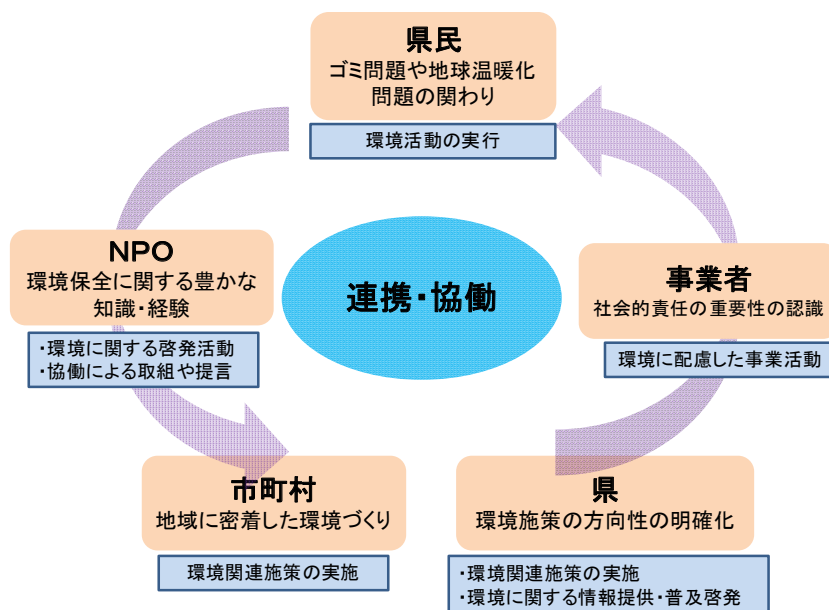 県民
ゴミ問題や地球温暖化
問題の関わり
環境活動の実行
NPO
環境保全に関する豊かな
知識・経験
・環境に関する啓発活動
・協働による取組や提言
連携・協働
事業者
社会的責任の重要性の認識
環境に配慮した事業活動
市町村
地域に密着した環境づくり
環境関連施策の実施
県
環境施策の方向性の明確化
・環境関連施策の実施
・環境に関する情報提供・普及啓発